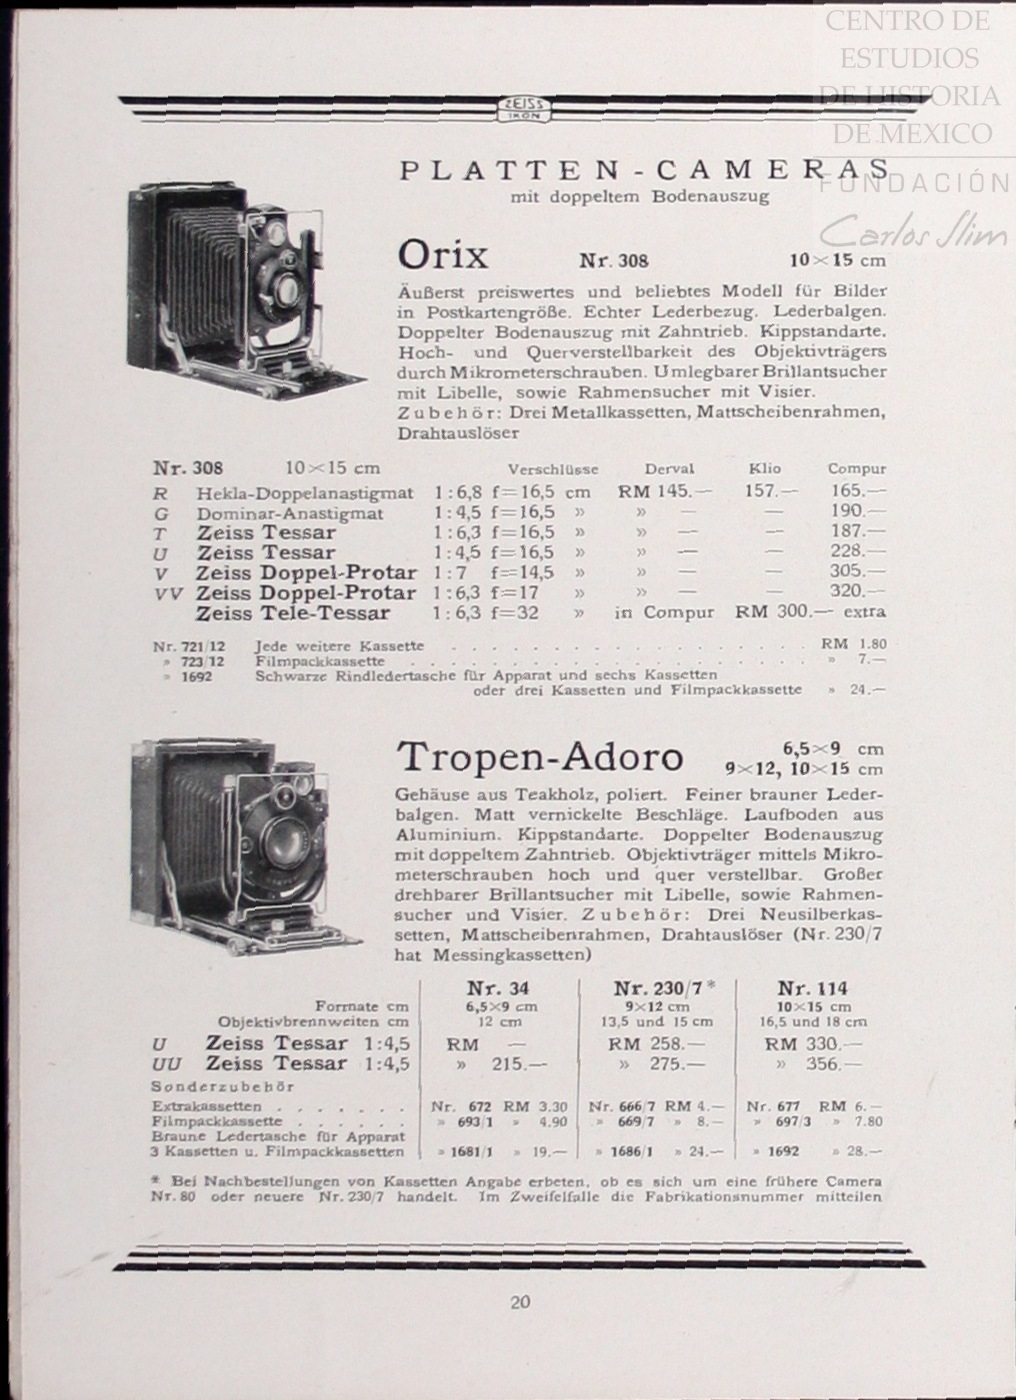 CENTRO DE
ESTUDIOS
DE HISTORIA
DE MEXICO
FUNDACIÓN
Carlos Slim
ZEISS
IKON
PLATTEN-CAMERAS
mit doppeltem Bodenauszug
Orix Nr. 308 10×15 cm
Äußerst preiswertes und beliebtes Modell für Bilder
in Postkartengröße. Echter Lederbezug. Lederbalgen.
Doppelter Bodenauszug mit Zahntrieb. Kippstandarte.
Hoch- und Querverstellbarkeit des Objektivträgers
durch Mikrometerschrauben. Umlegbarer Brillantsucher
mit Libelle, sowie Rahmensucher mit Visier.
Zubehör: Drei Metallkassetten, Mattscheibenrahmen,
Drahtauslöser
Nr. 308 10×15 cm Verschlüsse Derval Klio Compur
R Hekla-Doppelanastigmat 1:6,8 f=16,5 cm RM 145.— 157.— 165.—
G Dominar-Anastigmat 1:4,5 f=16,5 » » — — 190.—
T Zeiss Tessar 1:6,3 f=16,5 » » — — 187.—
U Zeiss Tessar 1:4,5 f=16,5 » » — — 228.—
V Zeiss Doppel-Protar 1:7 f=14,5 » » — — 305.—
VV Zeiss Doppel-Protar 1:6,3 f=17 » » — — 320.—
Zeiss Tele-Tessar 1:6,3 f=32 » in Compur RM 300.— extra
Nr. 721/12 Jede weitere Kassette . . . . . . . . . . . . . . RM 1.80
» 723/12 Filmpackkassette . . . . . . . . . . . . . . . . » 7.—
» 1692 Schwarze Rindledertasche für Apparat und sechs Kassetten
oder drei Kassetten und Filmpackkassette » 24.—
Tropen-Adoro 6,5×9 cm
9×12, 10×15 cm
Gehäuse aus Teakholz, poliert. Feiner brauner Leder-
balgen. Matt vernickelte Beschläge. Laufboden aus
Aluminium. Kippstandarte. Doppelter Bodenauszug
mit doppeltem Zahntrieb. Objektivträger mittels Mikro-
meterschrauben hoch und quer verstellbar. Großer
drehbarer Brillantsucher mit Libelle, sowie Rahmen-
sucher und Visier. Zubehör: Drei Neusilberkas-
setten, Mattscheibenrahmen, Drahtauslöser (Nr. 230/7
hat Messingkassetten)
Nr. 34 Nr. 230/7* Nr. 114
Formate cm 6,5×9 cm 9×12 cm 10×15 cm
Objektivbrennweiten cm 12 cm 13,5 und 15 cm 16,5 und 18 cm
U Zeiss Tessar 1:4,5 RM — RM 258.— RM 330.—
UU Zeiss Tessar 1:4,5 » 215.— » 275.— » 356.—
Sonderzubehör
Extrakassetten . . . . . . . Nr. 672 RM 3.30 Nr. 666/7 RM 4.— Nr. 677 RM 6.—
Filmpackkassette . . . . . . » 693/1 » 4.90 » 669/7 » 8.— » 697/3 » 7.80
Braune Ledertasche für Apparat
3 Kassetten u. Filmpackkassetten » 1681/1 » 19.— » 1686/1 » 24.— » 1692 » 28.—
* Bei Nachbestellungen von Kassetten Angabe erbeten, ob es sich um eine frühere Camera
Nr. 80 oder neuere Nr. 230/7 handelt. Im Zweifelfalle die Fabrikationsnummer mitteilen
20